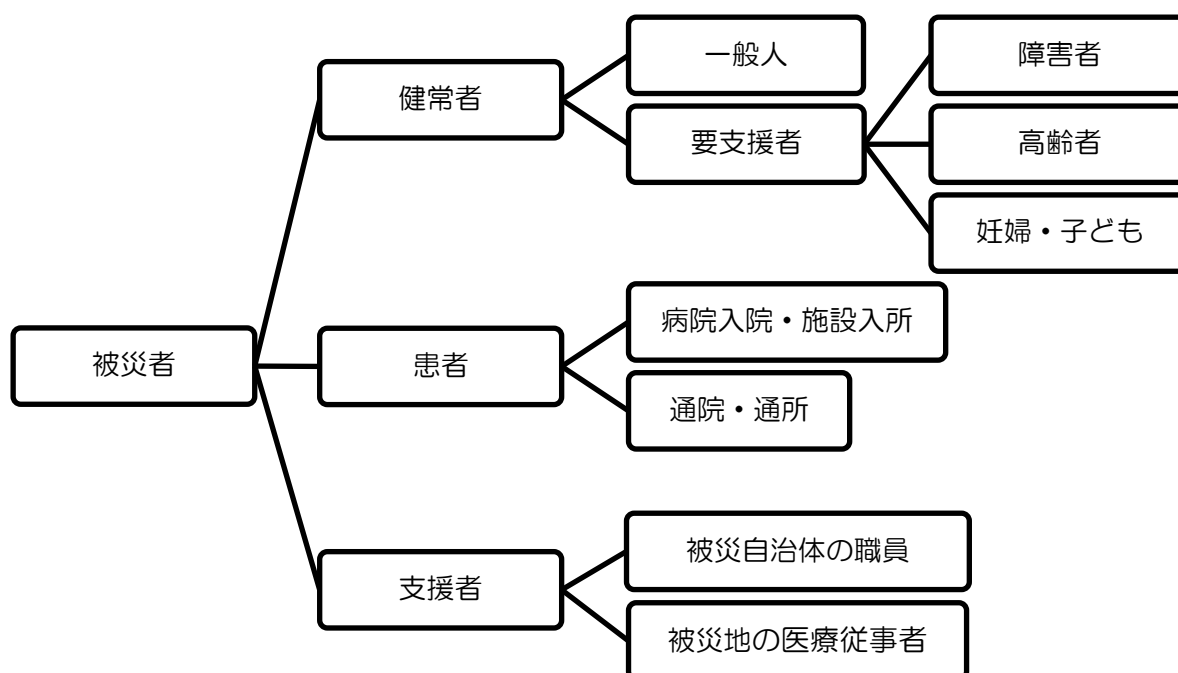 被災者
健常者
一般人
要支援者
障害者
高齢者
妊婦・子ども
患者
病院入院・施設入所
通院・通所
支援者
被災自治体の職員
被災地の医療従事者